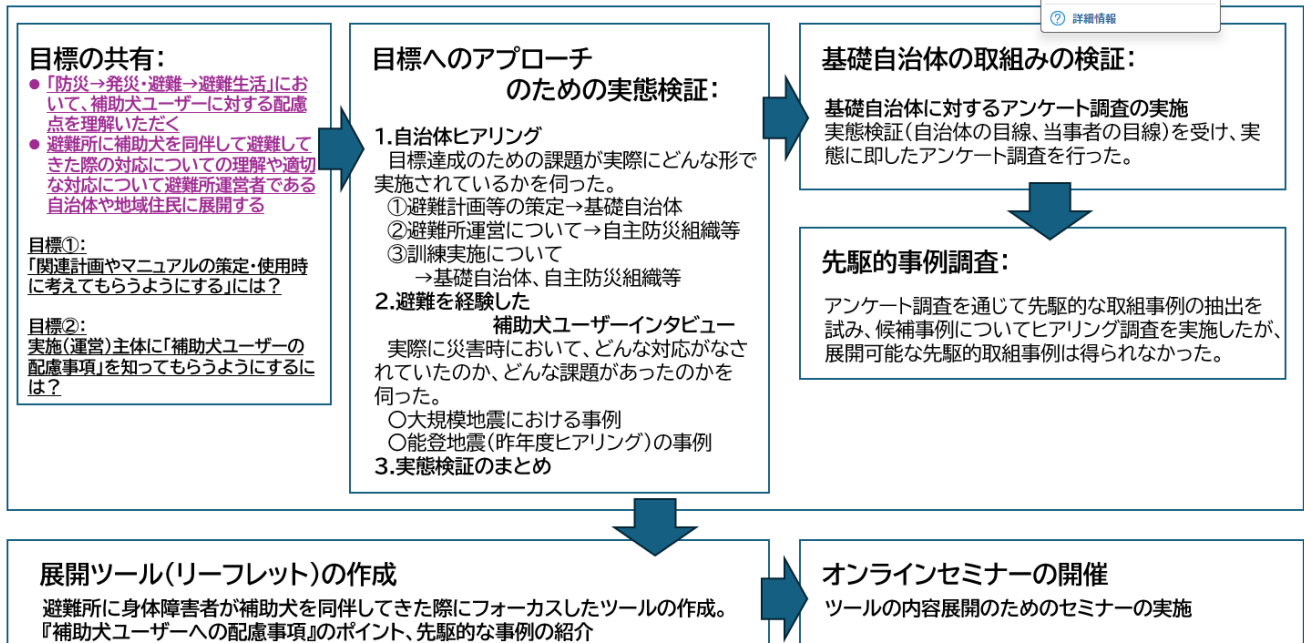 詳細情報
目標の共有：
● 「防災→発災・避難→避難生活」にお
いて、補助犬ユーザーに対する配慮
点を理解いただく
● 避難所に補助犬を同伴して避難して
きた際の対応についての理解や適切
な対応について避難所運営者である
自治体や地域住民に展開する
目標①：
「関連計画やマニュアルの策定・使用時
に考えてもらうようにする」には？
目標②：
実施（運営）主体に「補助犬ユーザーの
配慮事項」を知ってもらうようにするに
は？
目標へのアプローチ
のための実態検証：
1.自治体ヒアリング
目標達成のための課題が実際にどんな形で
実施されているかを伺った。
①避難計画等の策定→基礎自治体
②避難所運営について→自主防災組織等
③訓練実施について
→基礎自治体、自主防災組織等
2.避難を経験した
補助犬ユーザーインタビュー
実際に災害時において、どんな対応がなさ
れていたのか、どんな課題があったのかを
伺った。
〇大規模地震における事例
〇能登地震（昨年度ヒアリング）の事例
3.実態検証のまとめ
基礎自治体の取組みの検証：
基礎自治体に対するアンケート調査の実施
実態検証（自治体の目線、当事者の目線）を受け、実
態に即したアンケート調査を行った。
先駆的事例調査：
アンケート調査を通じて先駆的な取組事例の抽出を
試み、候補事例についてヒアリング調査を実施したが、
展開可能な先駆的取組事例は得られなかった。
展開ツール（リーフレット）の作成
避難所に身体障害者が補助犬を同伴してきた際にフォーカスしたツールの作成。
『補助犬ユーザーへの配慮事項』のポイント、先駆的な事例の紹介
オンラインセミナーの開催
ツールの内容展開のためのセミナーの実施